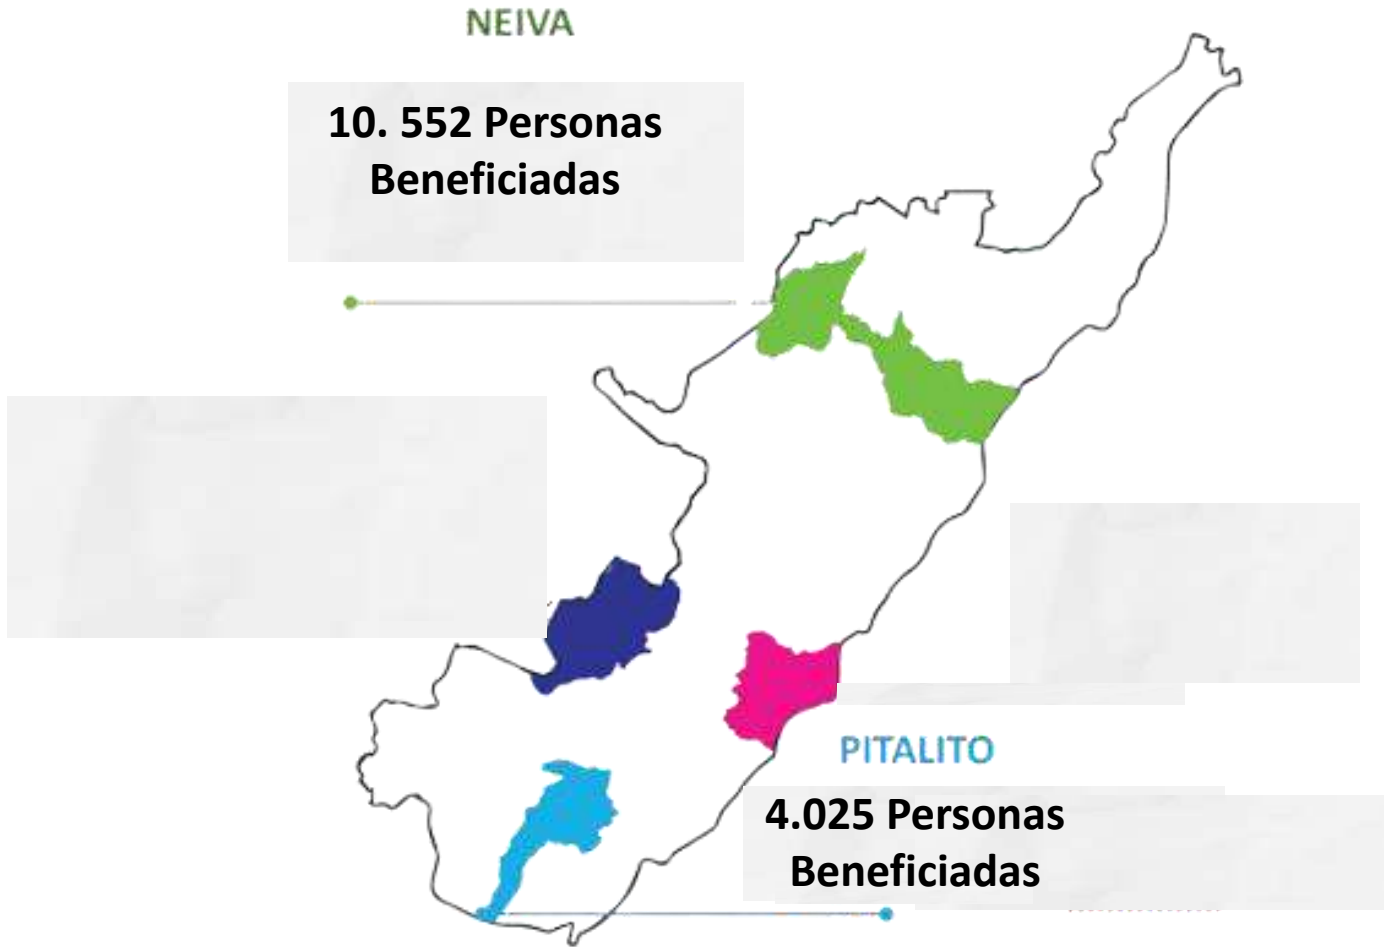 NEIVA
10. 552 Personas
Beneficiadas
PITALITO
4.025 Personas
Beneficiadas